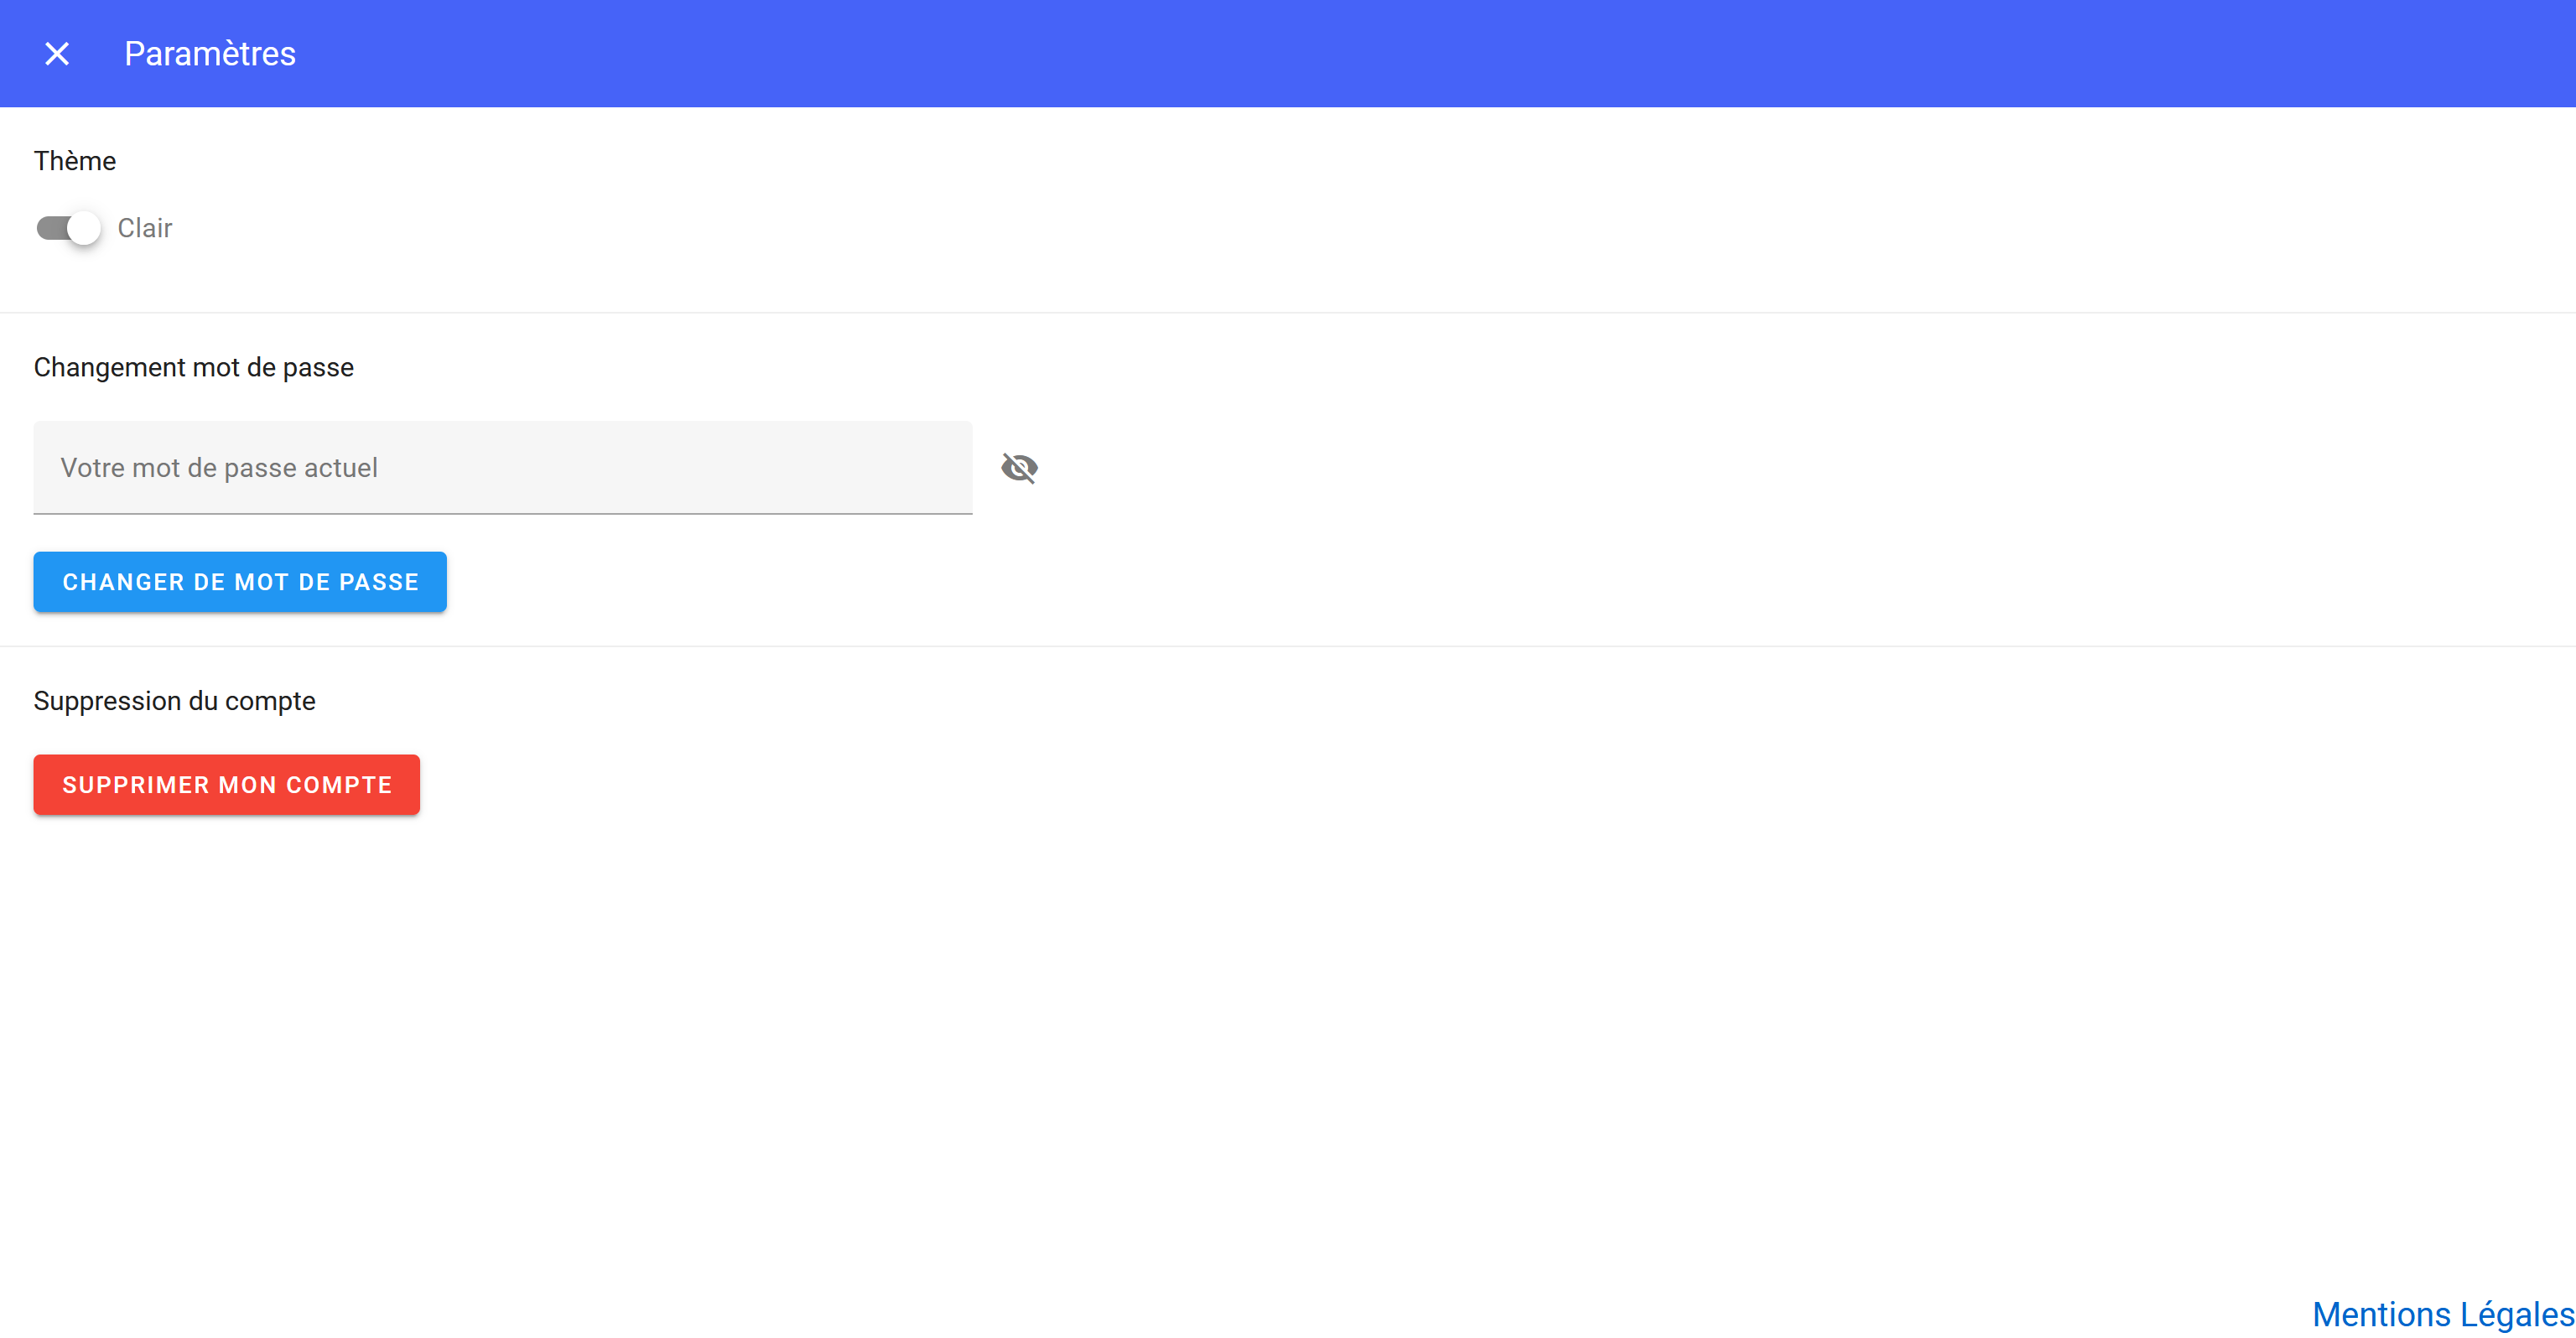 Paramètres
Thème
Clair
Changement mot de passe
Votre mot de passe actuel
CHANGER DE MOT DE PASSE
Suppression du compte
SUPPRIMER MON COMPTE
Mentions Légales